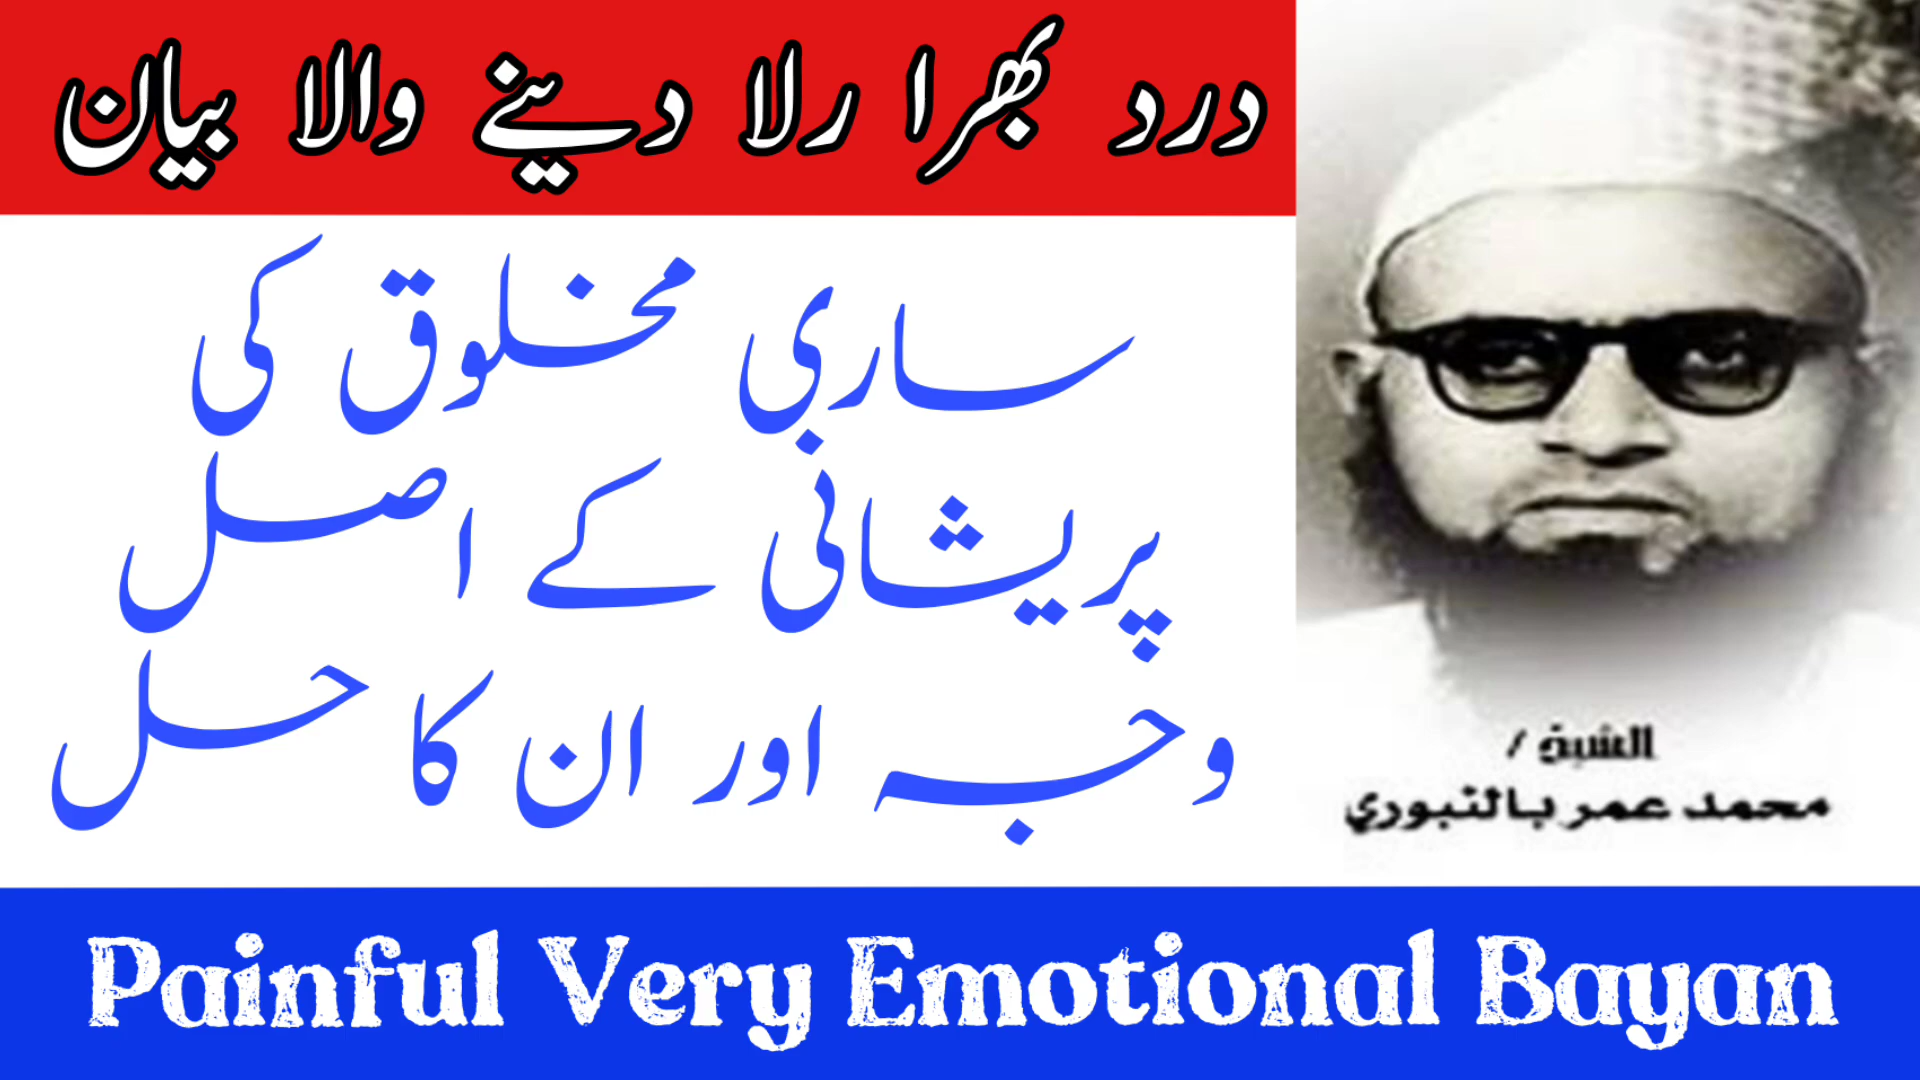 درد بھرا رلا دینے والا بیان
ساری مخلوق کی
پریشانی کے اصل
وجہ اور ان کا حل
الشيخ /
محمد عمر بالنبوري
Painful Very Emotional Bayan